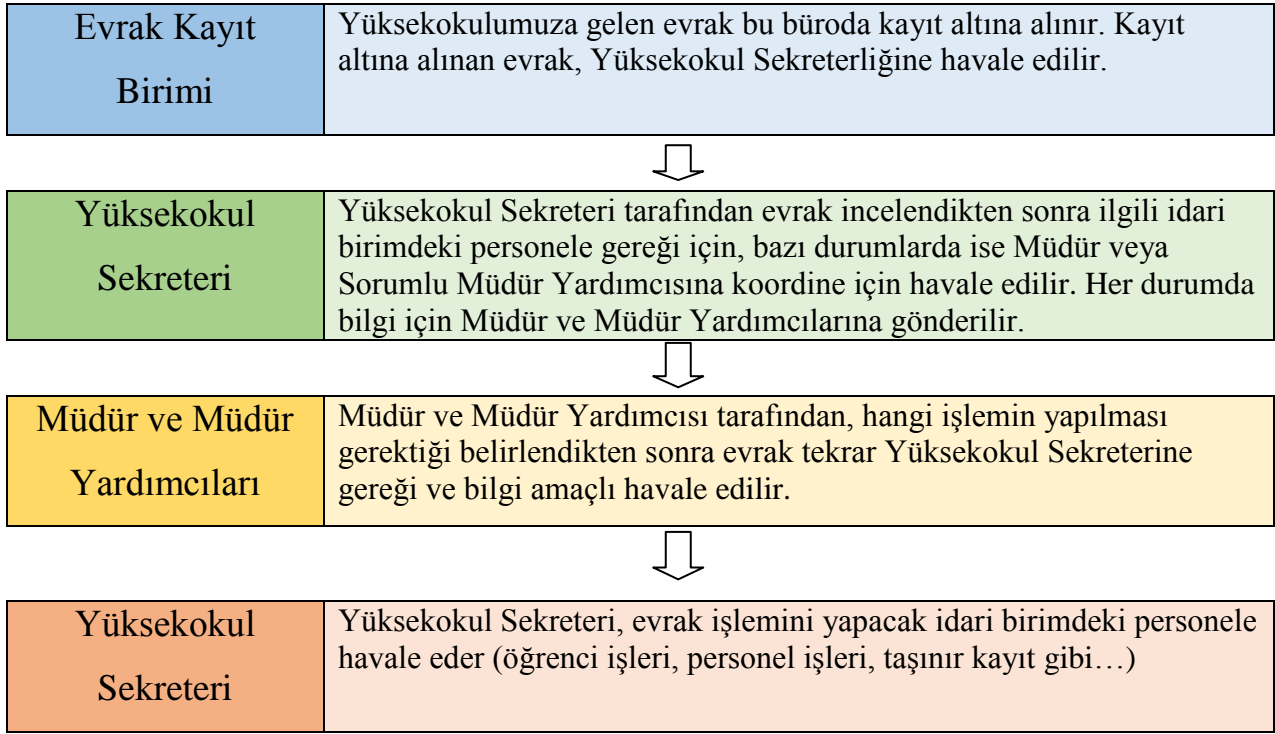 Evrak Kayıt
Birimi
Yüksekokulumuza gelen evrak bu büroda kayıt altına alınır. Kayıt
altına alınan evrak, Yüksekokul Sekreterliğine havale edilir.
Yüksekokul
Sekreteri
Yüksekokul Sekreteri tarafından evrak incelendikten sonra ilgili idari
birimdeki personele gereği için, bazı durumlarda ise Müdür veya
Sorumlu Müdür Yardımcısına koordine için havale edilir. Her durumda
bilgi için Müdür ve Müdür Yardımcılarına gönderilir.
Müdür ve Müdür
Yardımcıları
Müdür ve Müdür Yardımcısı tarafından, hangi işlemin yapılması
gerektiği belirlendikten sonra evrak tekrar Yüksekokul Sekreterine
gereği ve bilgi amaçlı havale edilir.
Yüksekokul
Sekreteri
Yüksekokul Sekreteri, evrak işlemini yapacak idari birimdeki personele
havale eder (öğrenci işleri, personel işleri, taşınır kayıt gibi…)